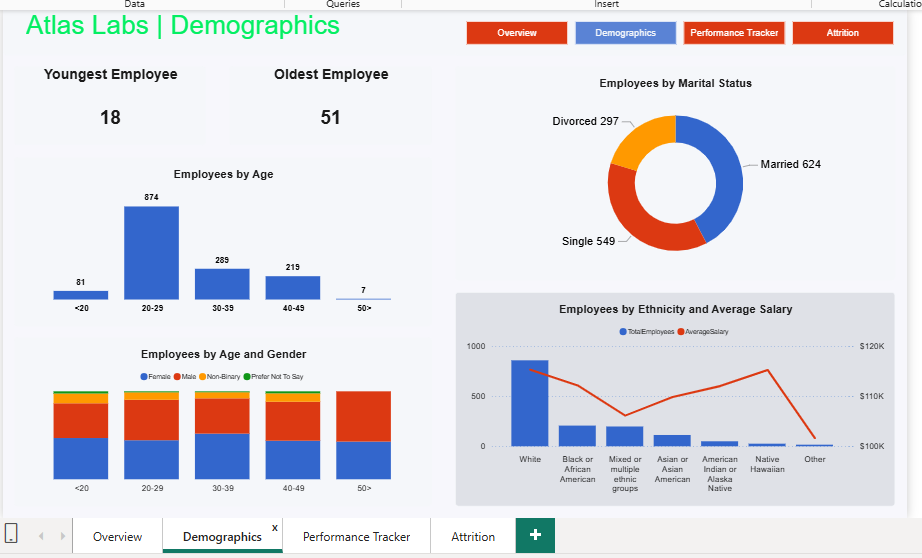 Data Queries Insert Calculatio
Atlas Labs | Demographics
Overview Demographics Performance Tracker Attrition
Youngest Employee
18
Oldest Employee
51
Employees by Marital Status
Divorced 297
Married 624
Single 549
Employees by Age
874
289
219
81
7
<20 20-29 30-39 40-49 50>
Employees by Age and Gender
Female Male Non-Binary Prefer Not To Say
<20 20-29 30-39 40-49 50>
Employees by Ethnicity and Average Salary
TotalEmployees AverageSalary
1000 $120K
500 $110K
0 $100K
White
Black or
African
American
Mixed or
multiple
ethnic
groups
Asian or
Asian
American
American
Indian or
Alaska
Native
Native
Hawaiian
Other
Overview Demographics x Performance Tracker Attrition +